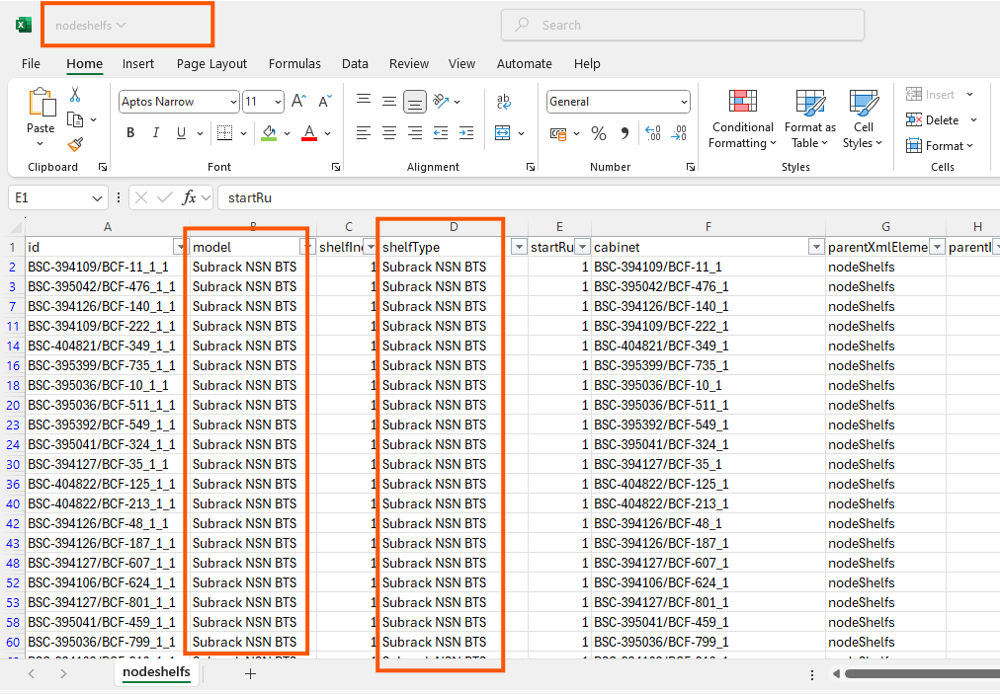 nodeshelfs
Search
File Home Insert Page Layout Formulas Data Review View Automate Help
Aptos Narrow 11 General Insert
Paste B I U A Conditional Formatting Format as Table Cell Styles Delete
Format
Clipboard Font Alignment Number Styles Cells
E1 fx startRu
A B C D E F G H
1 id model shelfIn shelfType startRu cabinet parentXmlEleme parentI
2 BSC-394109/BCF-11_1_1 Subrack NSN BTS 1 Subrack NSN BTS 1 BSC-394109/BCF-11_1 nodeShelfs
3 BSC-395042/BCF-476_1_1 Subrack NSN BTS 1 Subrack NSN BTS 1 BSC-395042/BCF-476_1 nodeShelfs
7 BSC-394126/BCF-140_1_1 Subrack NSN BTS 1 Subrack NSN BTS 1 BSC-394126/BCF-140_1 nodeShelfs
11 BSC-394109/BCF-222_1_1 Subrack NSN BTS 1 Subrack NSN BTS 1 BSC-394109/BCF-222_1 nodeShelfs
14 BSC-404821/BCF-349_1_1 Subrack NSN BTS 1 Subrack NSN BTS 1 BSC-404821/BCF-349_1 nodeShelfs
16 BSC-395399/BCF-735_1_1 Subrack NSN BTS 1 Subrack NSN BTS 1 BSC-395399/BCF-735_1 nodeShelfs
18 BSC-395036/BCF-10_1_1 Subrack NSN BTS 1 Subrack NSN BTS 1 BSC-395036/BCF-10_1 nodeShelfs
20 BSC-395036/BCF-511_1_1 Subrack NSN BTS 1 Subrack NSN BTS 1 BSC-395036/BCF-511_1 nodeShelfs
23 BSC-395392/BCF-549_1_1 Subrack NSN BTS 1 Subrack NSN BTS 1 BSC-395392/BCF-549_1 nodeShelfs
24 BSC-395041/BCF-324_1_1 Subrack NSN BTS 1 Subrack NSN BTS 1 BSC-395041/BCF-324_1 nodeShelfs
30 BSC-394127/BCF-35_1_1 Subrack NSN BTS 1 Subrack NSN BTS 1 BSC-394127/BCF-35_1 nodeShelfs
36 BSC-404822/BCF-125_1_1 Subrack NSN BTS 1 Subrack NSN BTS 1 BSC-404822/BCF-125_1 nodeShelfs
40 BSC-404822/BCF-213_1_1 Subrack NSN BTS 1 Subrack NSN BTS 1 BSC-404822/BCF-213_1 nodeShelfs
42 BSC-394126/BCF-48_1_1 Subrack NSN BTS 1 Subrack NSN BTS 1 BSC-394126/BCF-48_1 nodeShelfs
43 BSC-394126/BCF-187_1_1 Subrack NSN BTS 1 Subrack NSN BTS 1 BSC-394126/BCF-187_1 nodeShelfs
48 BSC-394127/BCF-607_1_1 Subrack NSN BTS 1 Subrack NSN BTS 1 BSC-394127/BCF-607_1 nodeShelfs
52 BSC-394106/BCF-624_1_1 Subrack NSN BTS 1 Subrack NSN BTS 1 BSC-394106/BCF-624_1 nodeShelfs
53 BSC-394127/BCF-801_1_1 Subrack NSN BTS 1 Subrack NSN BTS 1 BSC-394127/BCF-801_1 nodeShelfs
58 BSC-395041/BCF-459_1_1 Subrack NSN BTS 1 Subrack NSN BTS 1 BSC-395041/BCF-459_1 nodeShelfs
60 BSC-395036/BCF-799_1_1 Subrack NSN BTS 1 Subrack NSN BTS 1 BSC-395036/BCF-799_1 nodeShelfs
nodeshelfs